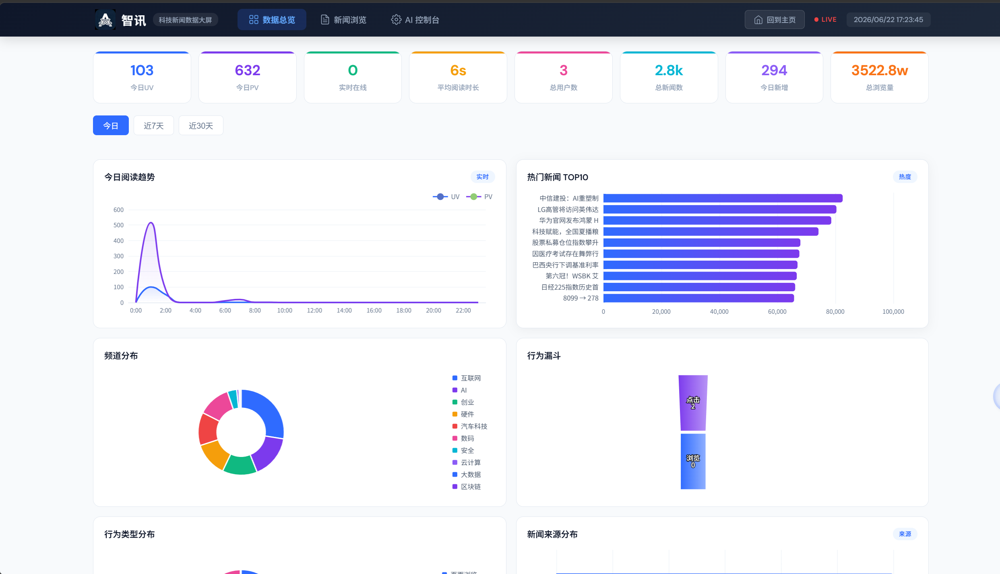 智讯
科技新闻数据大屏
数据总览
新闻浏览
AI 控制台
回到主页
LIVE
2026/06/22 17:23:45
103
今日UV
632
今日PV
0
实时在线
6s
平均阅读时长
3
总用户数
2.8k
总新闻数
294
今日新增
3522.8w
总浏览量
今日
近7天
近30天
今日阅读趋势
实时
UV
PV
600
500
400
300
200
100
0
0:00
2:00
4:00
6:00
8:00
10:00
12:00
14:00
16:00
18:00
20:00
22:00
热门新闻 TOP10
热度
中信建投：AI重塑制
LG高管将访问英伟达
华为官网发布鸿蒙 H
科技赋能，全国夏播粮
股票私募仓位指数攀升
因医疗考试存在舞弊行
巴西央行下调基准利率
第六冠！WSBK 艾
日经225指数历史首
8099 → 278
0
20,000
40,000
60,000
80,000
100,000
频道分布
互联网
AI
创业
硬件
汽车科技
数码
安全
云计算
大数据
区块链
行为漏斗
点击
2
浏览
0
行为类型分布
页面浏览
新闻来源分布
来源